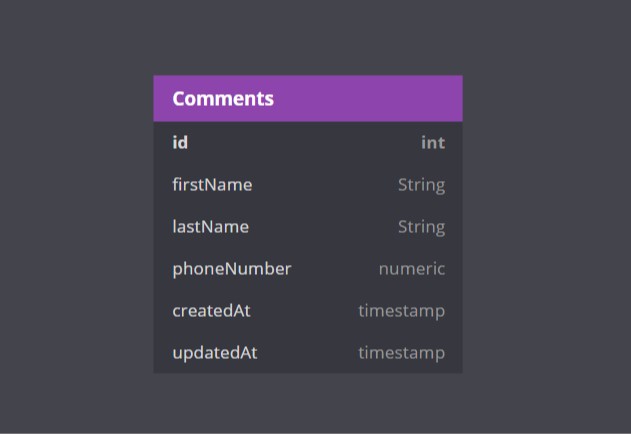 Comments
id int
firstName String
lastName String
phoneNumber numeric
createdAt timestamp
updatedAt timestamp